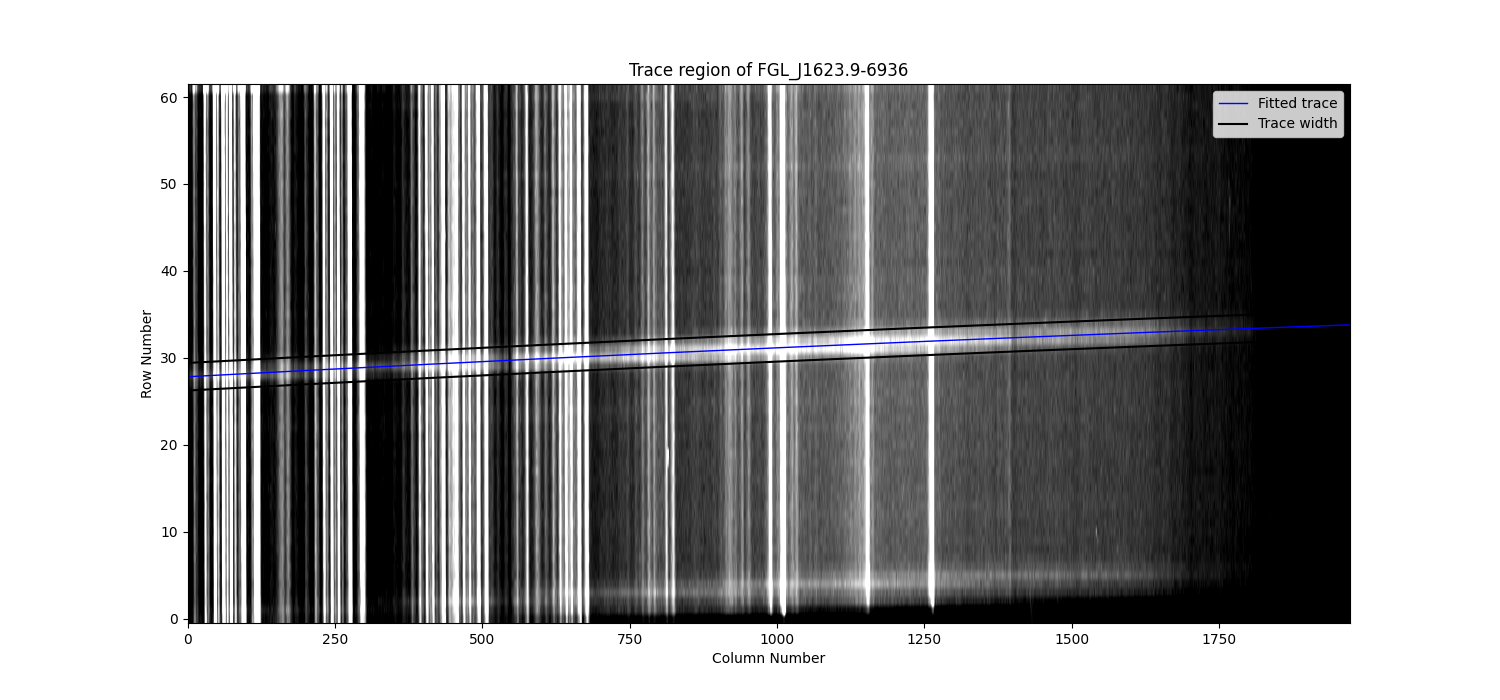 Trace region of FGL_J1623.9-6936
Fitted trace
Trace width
60
50
40
30
20
10
0
Row Number
0 250 500 750 1000 1250 1500 1750
Column Number